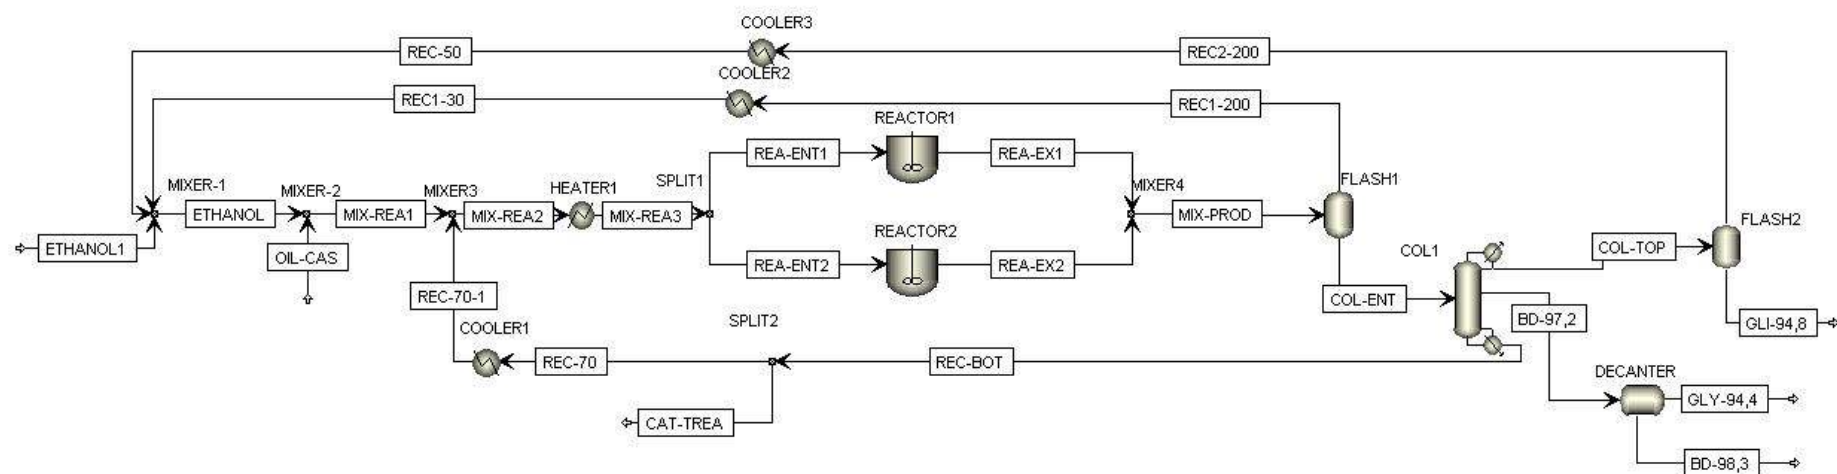 COOLER3
REC-50
REC2-200
COOLER2
REC1-30
REC1-200
REACTOR1
REA-ENT1
REA-EX1
SPLIT1
MIXER-1
MIXER-2
MIXER3
HEATER1
MIXER4
FLASH1
ETHANOL
MIX-REA1
MIX-REA2
MIX-REA3
MIX-PROD
FLASH2
ETHANOL1
OIL-CAS
REACTOR2
REA-ENT2
REA-EX2
COL1
COL-TOP
REC-70-1
COL-ENT
BD-97,2
GLI-94,8
SPLIT2
COOLER1
REC-70
REC-BOT
DECANTER
GLY-94,4
CAT-TREA
BD-98,3